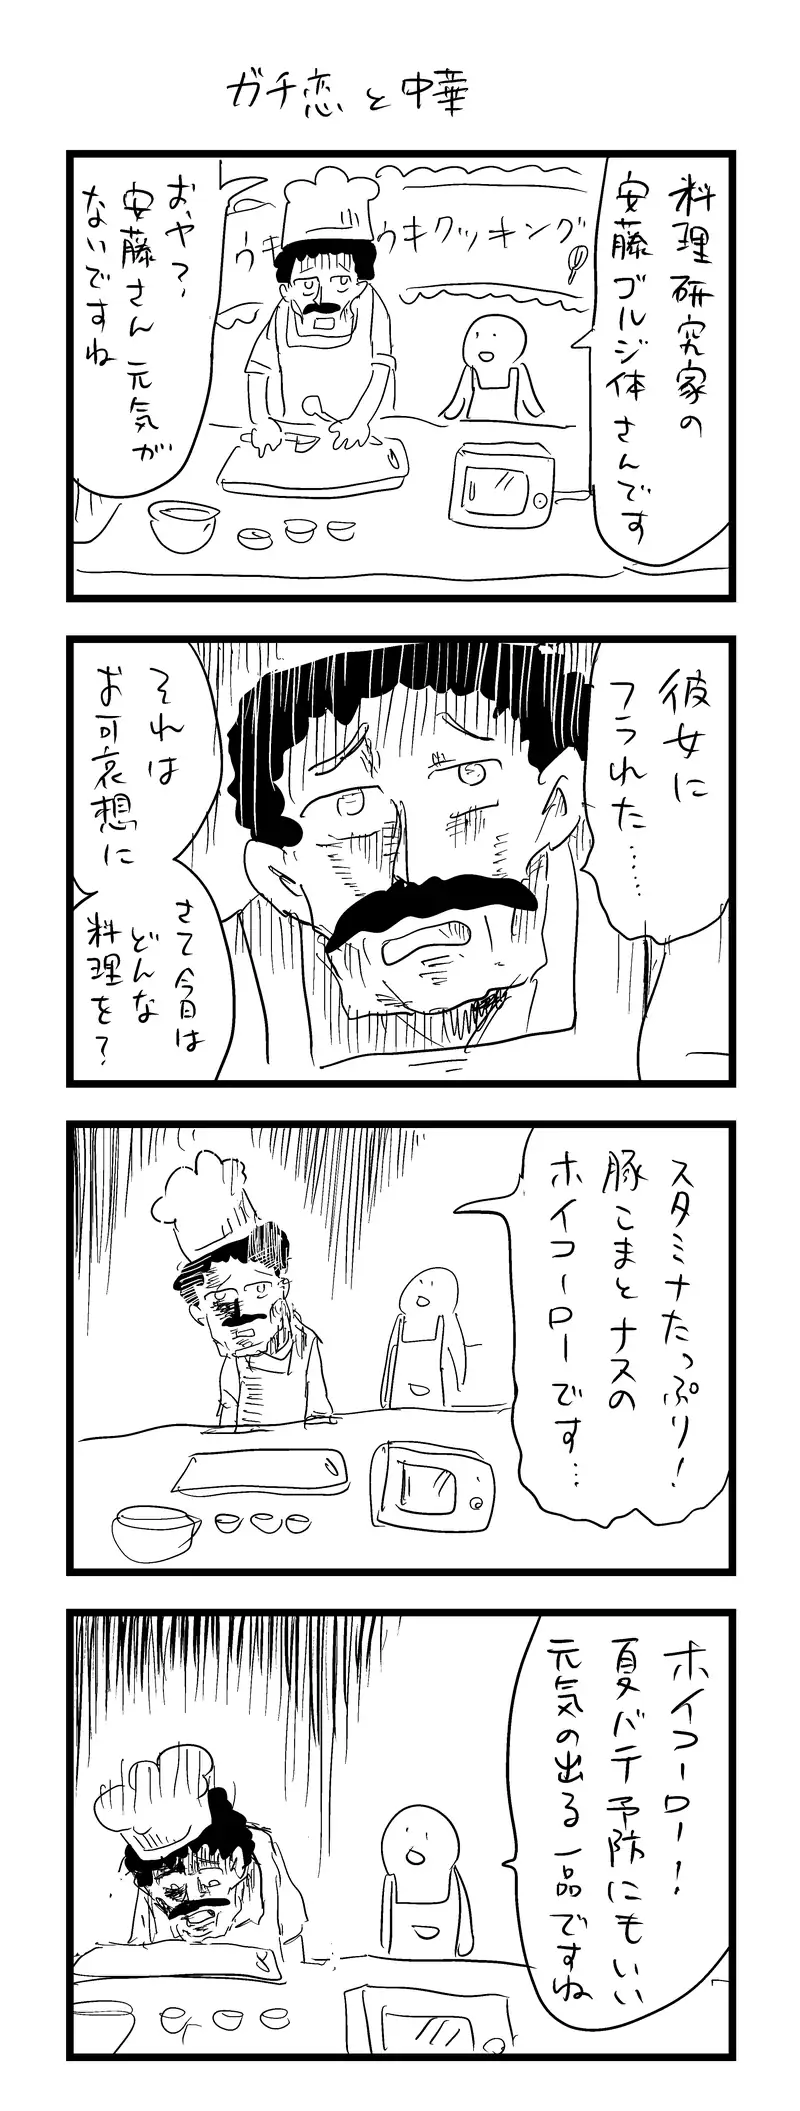 ガチ恋と中華
料理研究家の
安藤ゴルジ体さんです
おや?
安藤さん元気が
ないですね
ウキ
ウキクッキング
彼女に
フラれた……
それは
お可哀想に
さて今日は
どんな
料理を?
スタミナたっぷり!
豚こまとナスの
ホイコーローです…
ホイコーロー!
夏バテ予防にもいい
元気の出る一品ですね